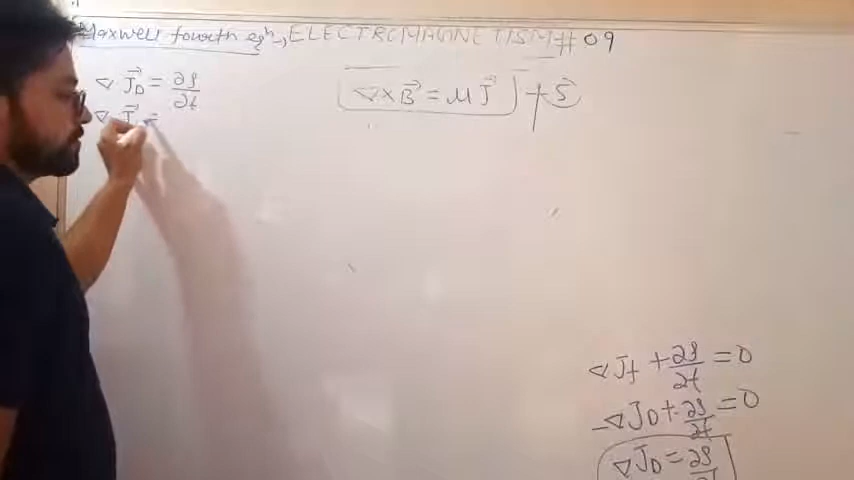 Maxwell fourth eqn, ELECTROMAGNETISM # 09
∇ J⃗D = ∂ρ/∂t
∇ J⃗ =
∇×B⃗ = μJ⃗ + S⃗
∇Jf + ∂ρ/∂t = 0
-∇JD + ∂ρ/∂t = 0
∇JD = ∂ρ/